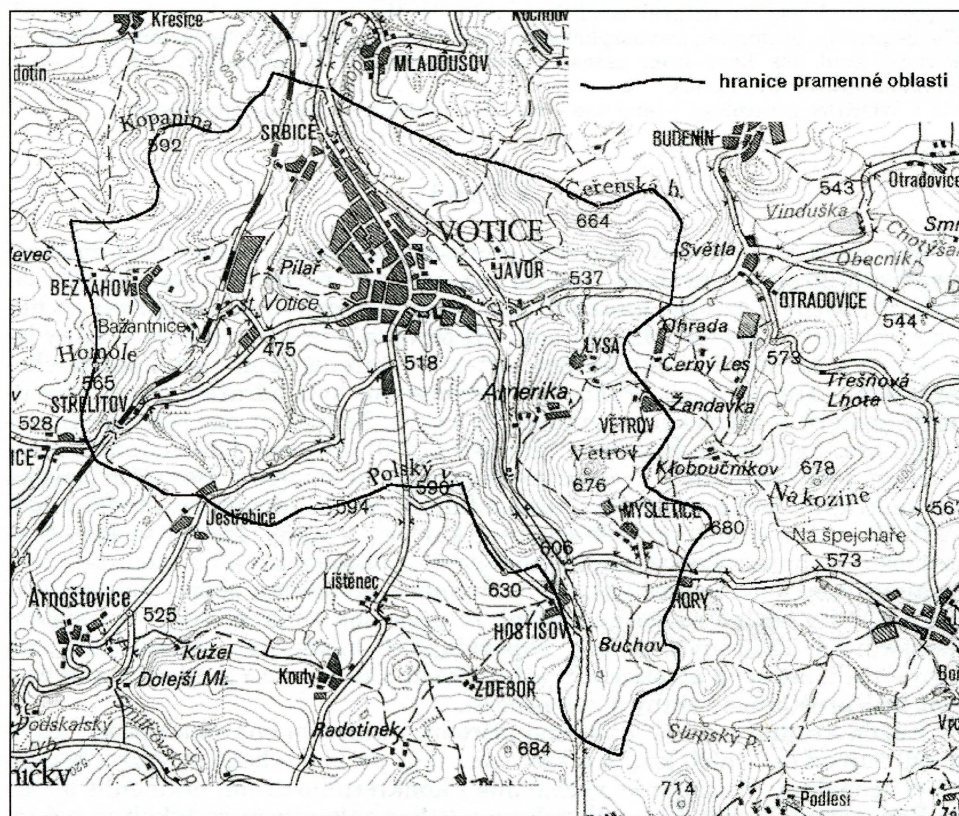 Křešice
MLADOUSOV
hranice pramenné oblasti
Kopanina
592
SRBICE
BUDENÍN
Čerenská h.
664
543
Otradovice
Vinduška
VOTICE
Světlá
Obecník
JAVOR
Pilař
537
BEZTAHOV
Votice
OTRADOVICE
Bažantnice
544
475
LYSÁ
Ohrada
573
Homole
518
Černý Les
565
Třešňová
Lhota
STŘELITOV
Amerika
Žandavka
528
VĚTROV
Větrov
Kloboučníkov
678
Polský v.
590
676
Na kozině
594
Jestřebice
MYSLETICE
680
Na špejchaře
606
573
Lištěnec
630
HORY
Arnoštovice
525
HOSTIŠOV
Kužel
Buchov
Dolejší Ml.
Kouty
ZDEBOŘ
Radotínek
Slupský p.
684
714
Podlesí